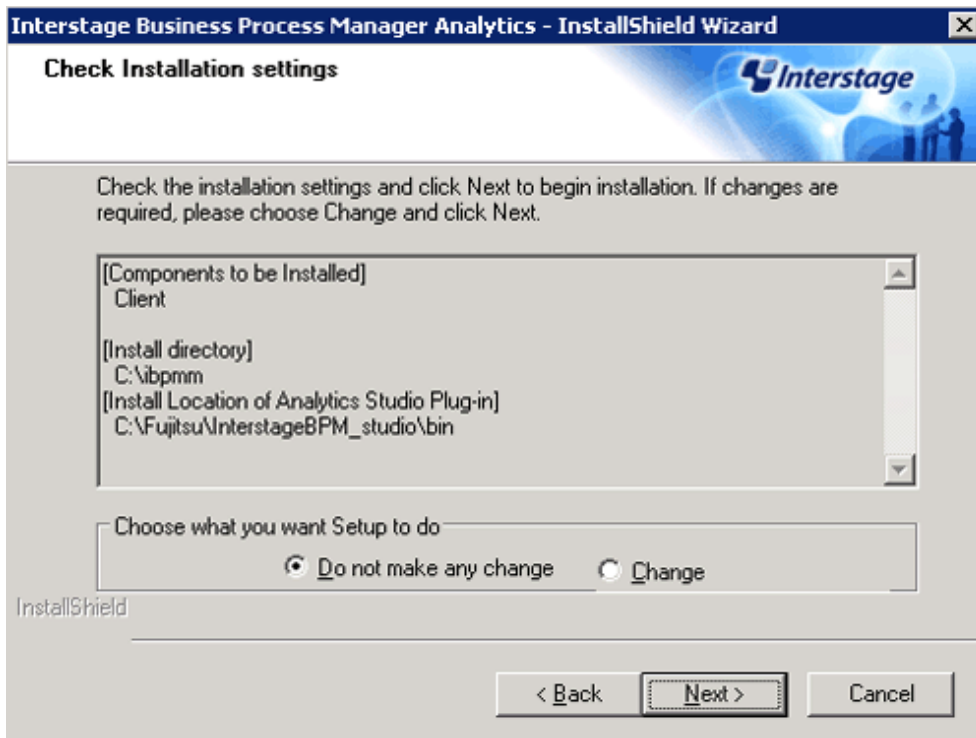 Interstage Business Process Manager Analytics - InstallShield Wizard
Check Installation settings
Interstage
Check the installation settings and click Next to begin installation. If changes are
required, please choose Change and click Next.
[Components to be Installed]
Client
[Install directory]
C:\ibpmm
[Install Location of Analytics Studio Plug-in]
C:\Fujitsu\InterstageBPM_studio\bin
Choose what you want Setup to do
Do not make any change
Change
InstallShield
< Back
Next >
Cancel